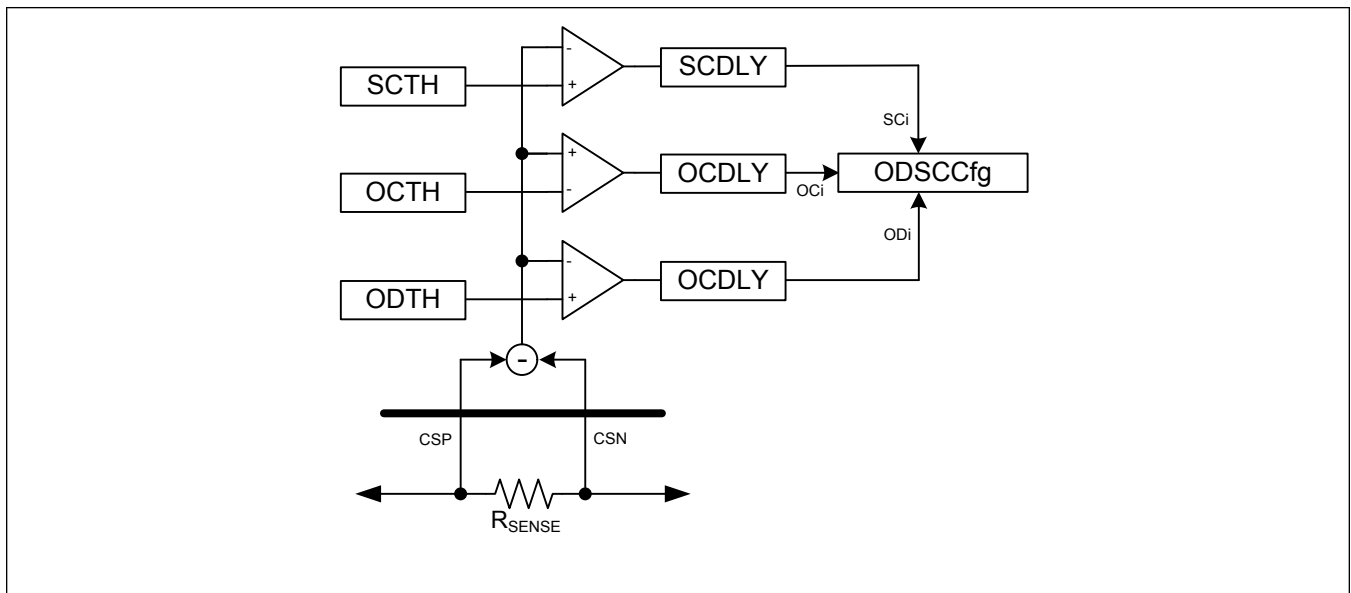 SCTH
-
+
SCDLY
SCi
OCTH
+
-
OCDLY
OCi
ODSCCfg
ODi
ODTH
-
+
OCDLY
-
CSP
CSN
RSENSE